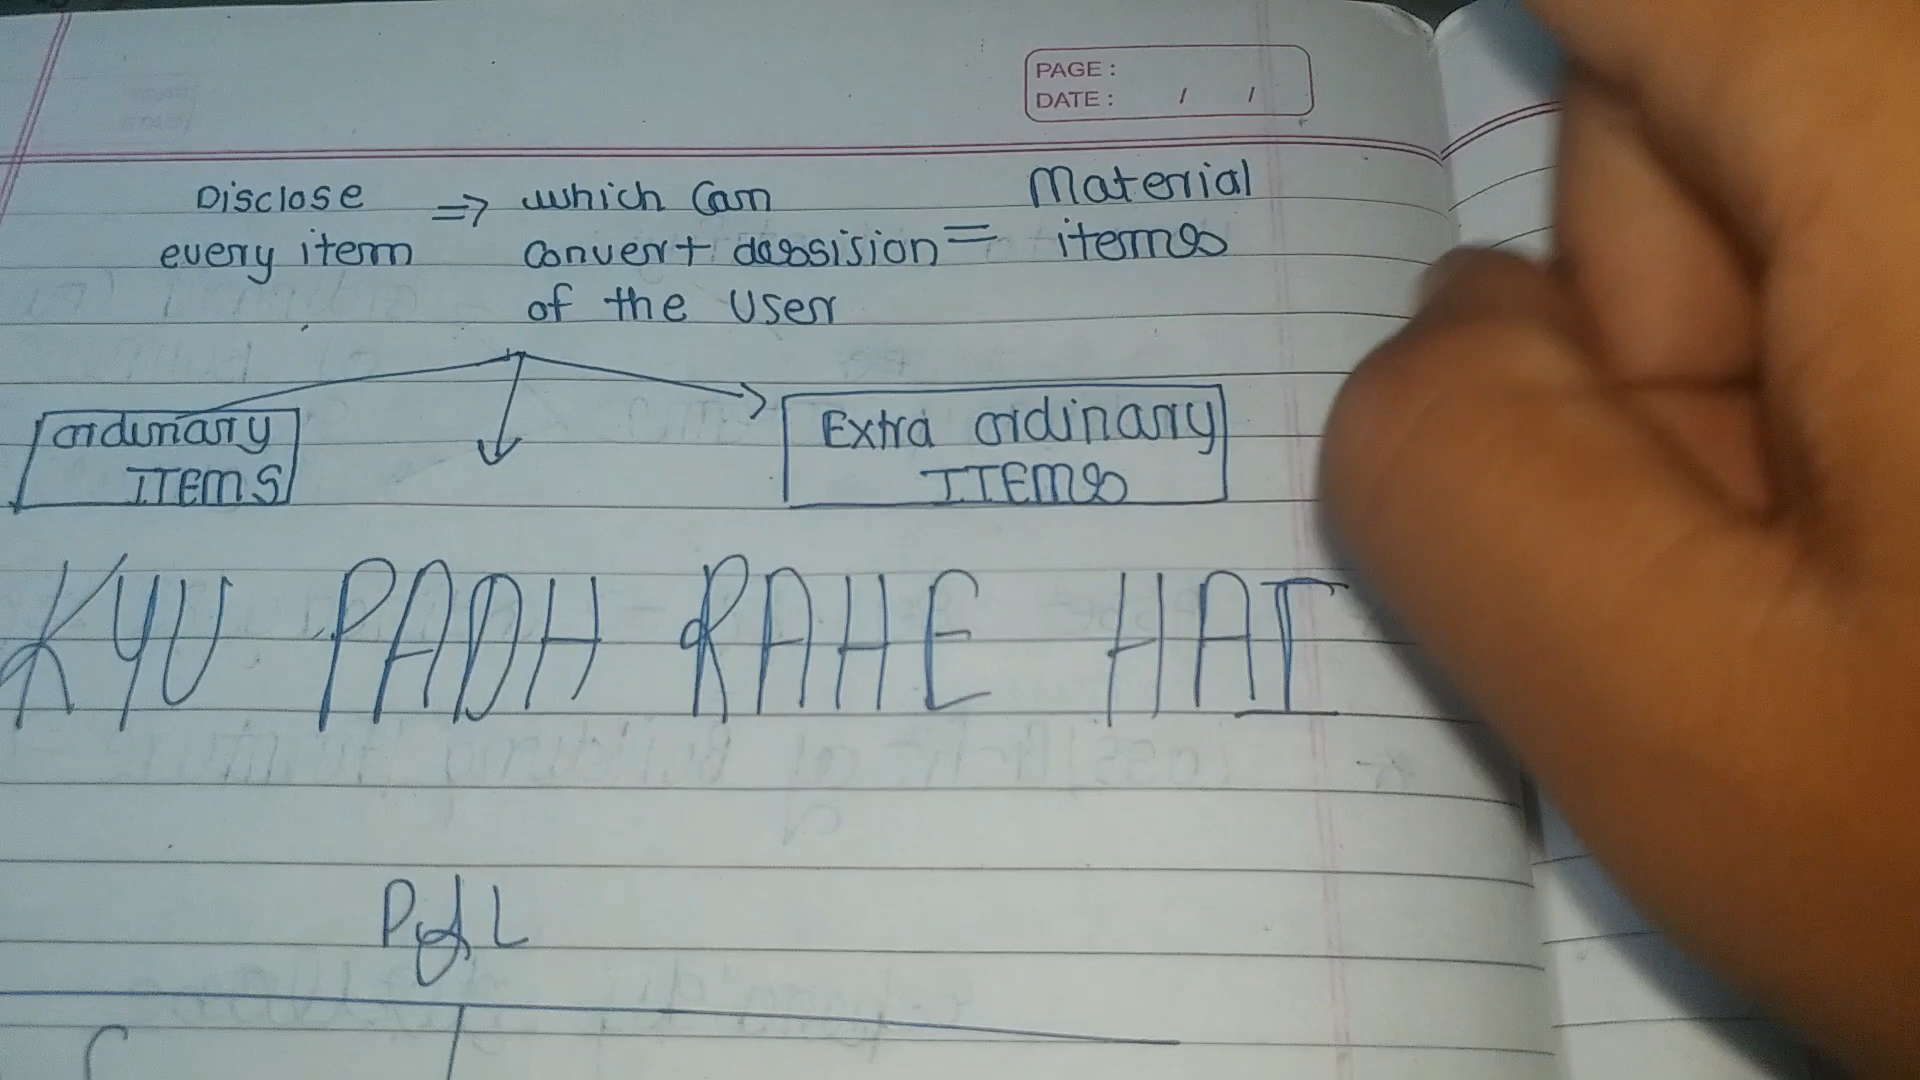 PAGE :
DATE : / /
Disclose => which can Material
every item convert dessision = items
of the user
ordinary Extra ordinary
ITEMS ITEMS
KYU PADH RAHE HAI
P&L